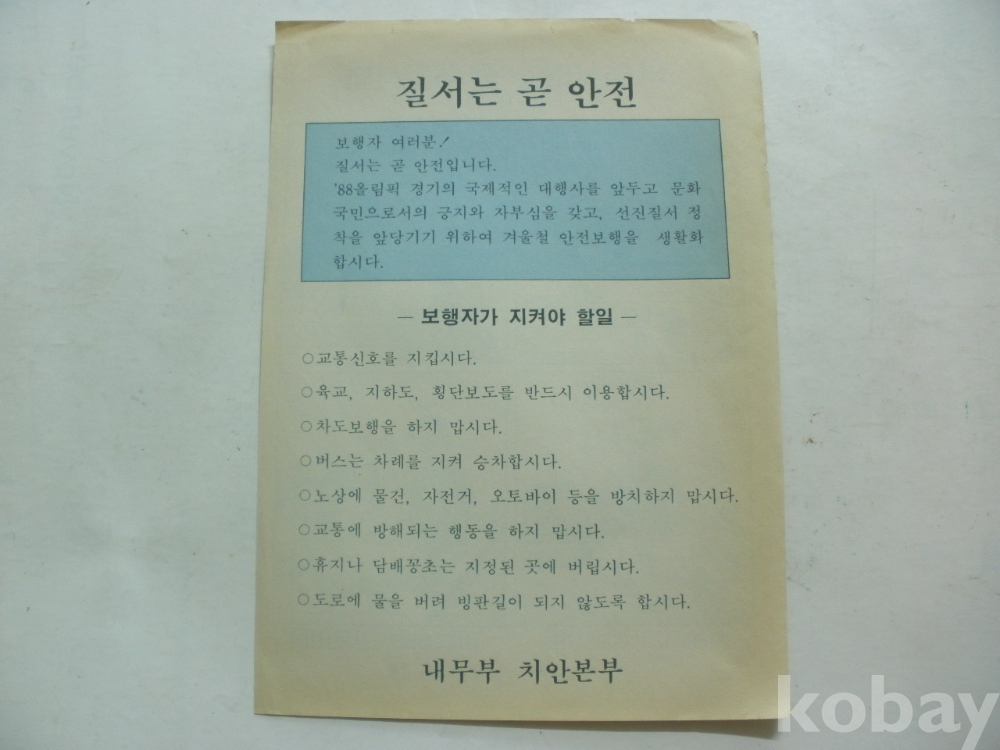 질서는 곧 안전
보행자 여러분!
질서는 곧 안전입니다.
'88올림픽 경기의 국제적인 대행사를 앞두고 문화
국민으로서의 긍지와 자부심을 갖고, 선진질서 정
착을 앞당기기 위하여 겨울철 안전보행을 생활화
합시다.
— 보행자가 지켜야 할일 —
○교통신호를 지킵시다.
○육교, 지하도, 횡단보도를 반드시 이용합시다.
○차도보행을 하지 맙시다.
○버스는 차례를 지켜 승차합시다.
○노상에 물건, 자전거, 오토바이 등을 방치하지 맙시다.
○교통에 방해되는 행동을 하지 맙시다.
○휴지나 담배꽁초는 지정된 곳에 버립시다.
○도로에 물을 버려 빙판길이 되지 않도록 합시다.
내무부 치안본부
kobay